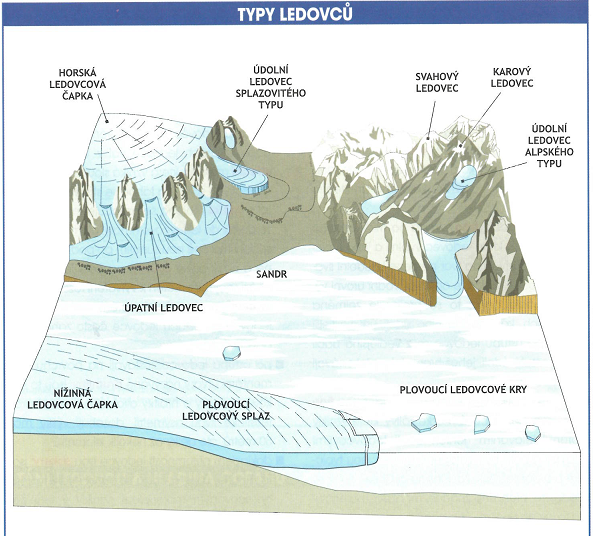 TYPY LEDOVCŮ
HORSKÁ
LEDOVCOVÁ
ČAPKA
ÚDOLNÍ
LEDOVEC
SPLAZOVITÉHO
TYPU
SVAHOVÝ
LEDOVEC
KAROVÝ
LEDOVEC
ÚDOLNÍ
LEDOVEC
ALPSKÉHO
TYPU
SANDR
ÚPATNÍ LEDOVEC
NÍŽINNÁ
LEDOVCOVÁ ČAPKA
PLOVOUCÍ
LEDOVCOVÝ SPLAZ
PLOVOUCÍ LEDOVCOVÉ KRY